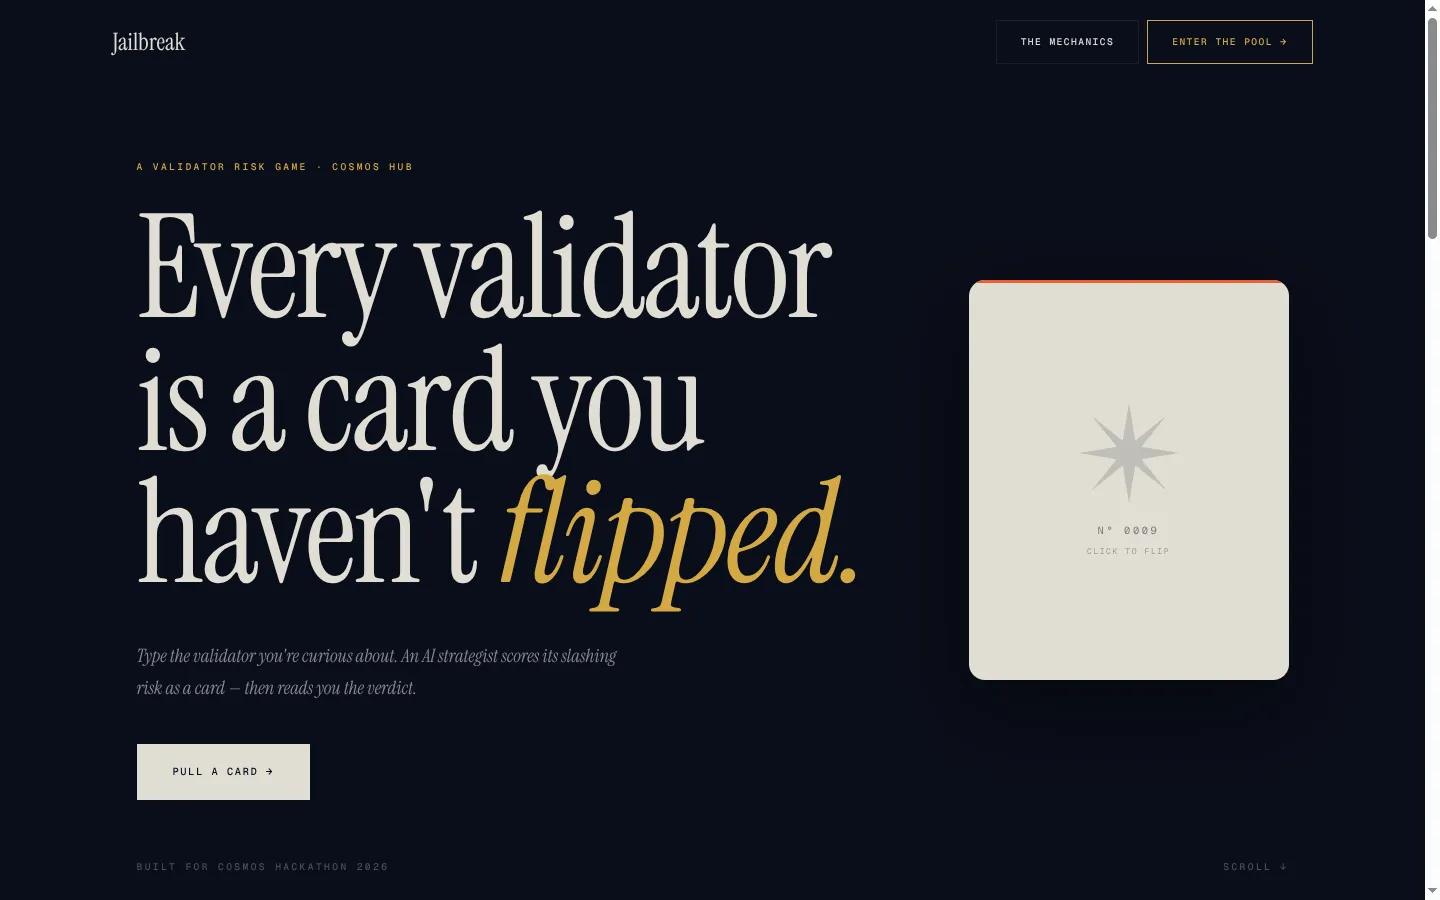 Jailbreak
THE MECHANICS
ENTER THE POOL →
A VALIDATOR RISK GAME · COSMOS HUB
Every validator
is a card you
haven't flipped.
Type the validator you're curious about. An AI strategist scores its slashing
risk as a card — then reads you the verdict.
PULL A CARD →
N° 0009
CLICK TO FLIP
BUILT FOR COSMOS HACKATHON 2026
SCROLL ↓